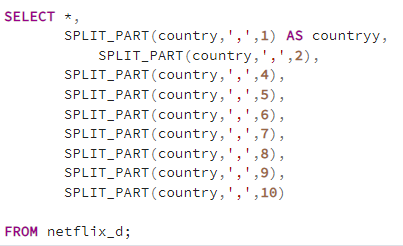 SELECT *,
SPLIT_PART(country,',',1) AS countryy,
SPLIT_PART(country,',',2),
SPLIT_PART(country,',',4),
SPLIT_PART(country,',',5),
SPLIT_PART(country,',',6),
SPLIT_PART(country,',',7),
SPLIT_PART(country,',',8),
SPLIT_PART(country,',',9),
SPLIT_PART(country,',',10)
FROM netflix_d;